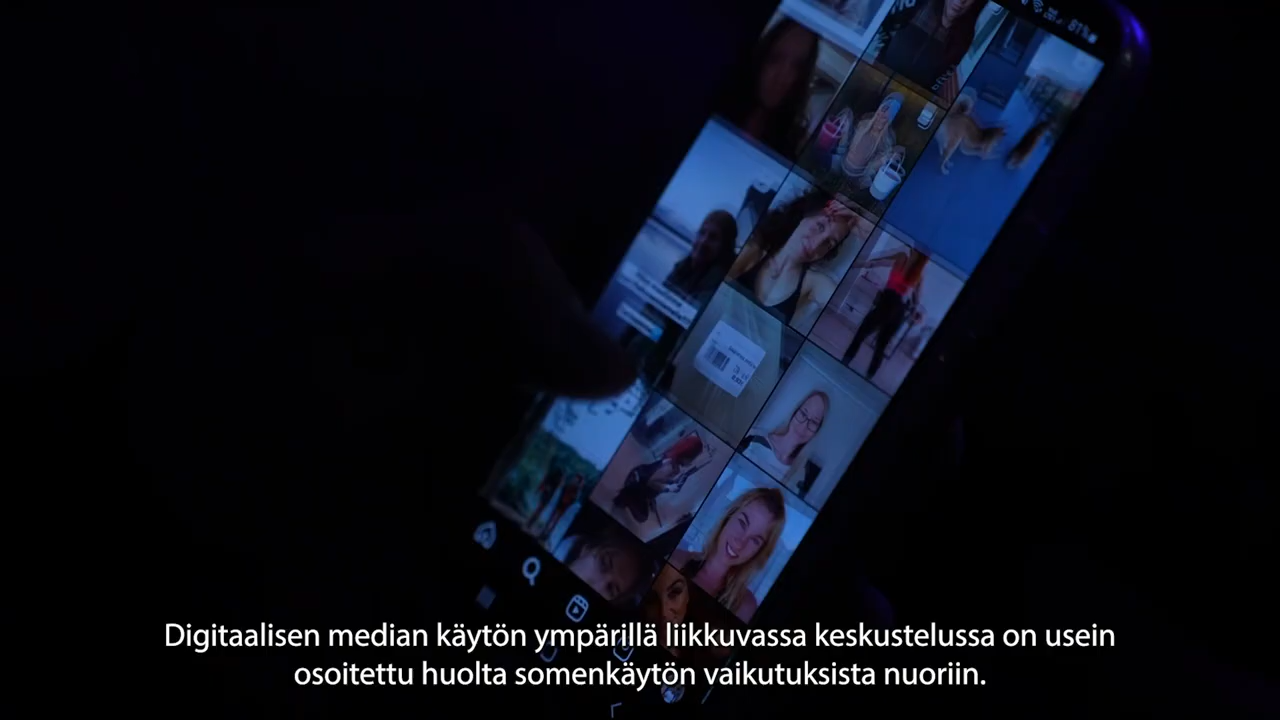 Digitaalisen median käytön ympärillä liikkuvassa keskustelussa on usein
osoitettu huolta somenkäytön vaikutuksista nuoriin.